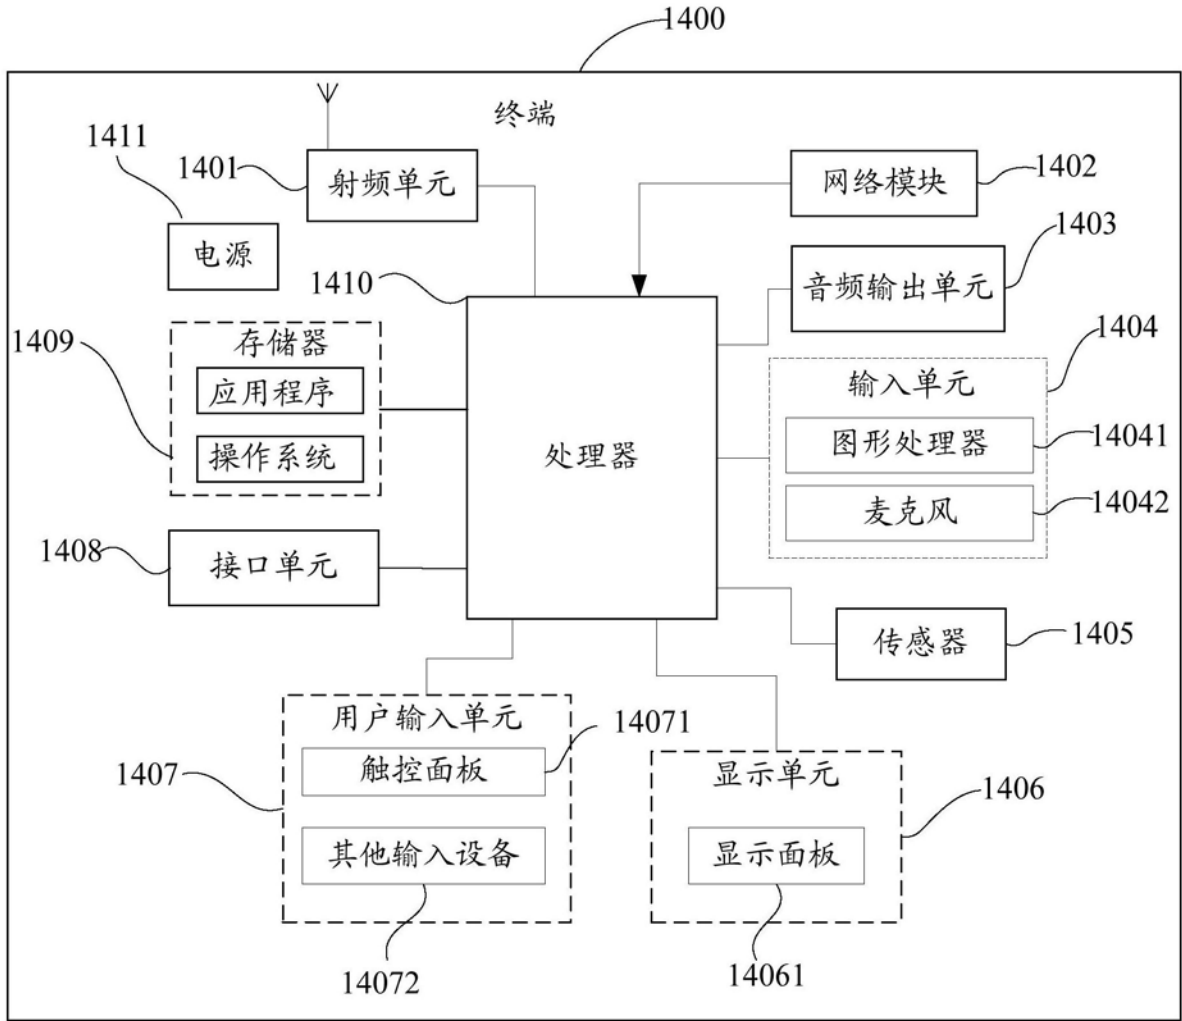 1400
终端
1411
1401
射频单元
网络模块
1402
电源
1403
音频输出单元
1410
1409
存储器
应用程序
操作系统
1404
输入单元
图形处理器
14041
麦克风
14042
处理器
1408
接口单元
传感器
1405
用户输入单元
14071
触控面板
1407
其他输入设备
14072
显示单元
1406
显示面板
14061